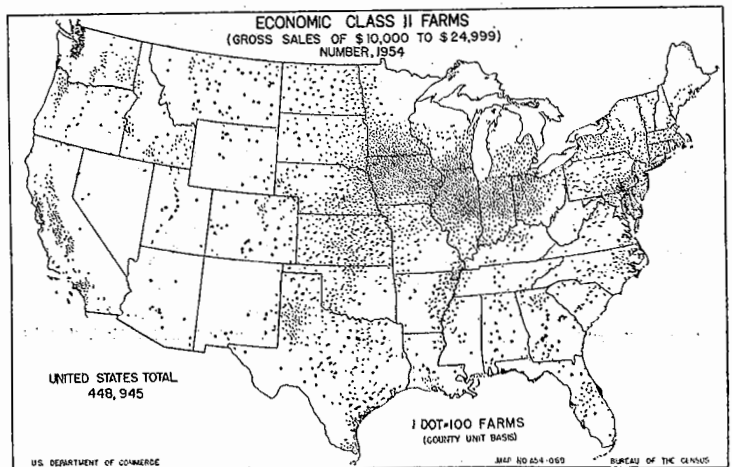 ECONOMIC CLASS II FARMS
(GROSS SALES OF $10,000 TO $24,999)
NUMBER, 1954
UNITED STATES TOTAL
448,945
1 DOT=100 FARMS
(COUNTY UNIT BASIS)
U.S. DEPARTMENT OF COMMERCE
MAP NO A54-069
BUREAU OF THE CENSUS